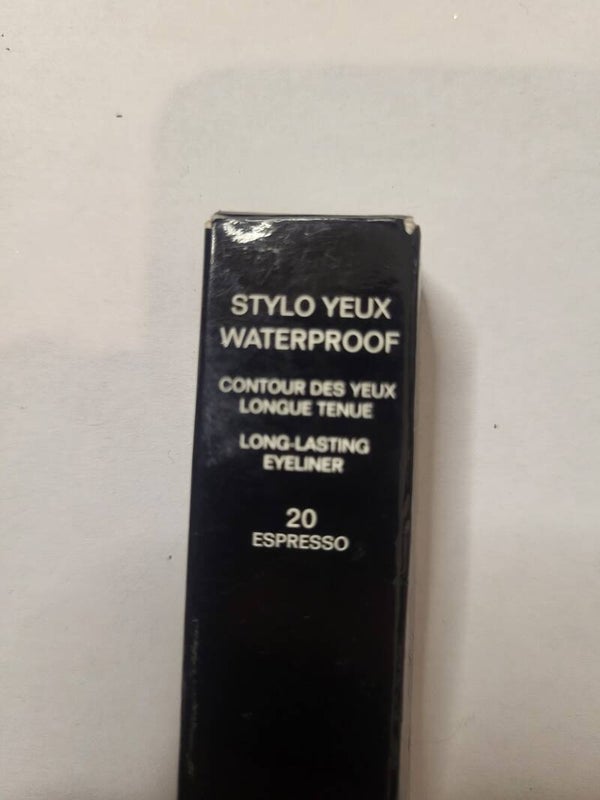 STYLO YEUX
WATERPROOF
CONTOUR DES YEUX
LONGUE TENUE
LONG-LASTING
EYELINER
20
ESPRESSO